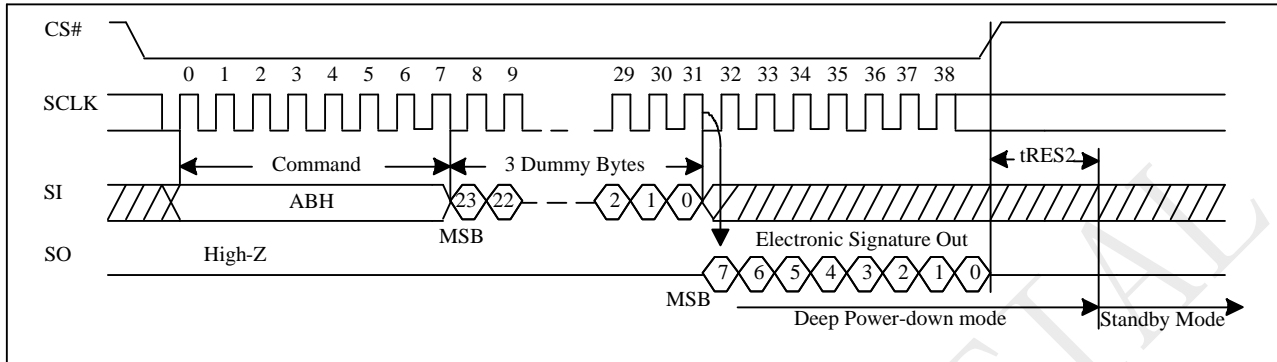 CS#
0 1 2 3 4 5 6 7 8 9 29 30 31 32 33 34 35 36 37 38
SCLK
Command 3 Dummy Bytes tRES2
SI ABH 23 22 2 1 0
MSB Electronic Signature Out
SO High-Z
7 6 5 4 3 2 1 0
MSB
Deep Power-down mode Standby Mode